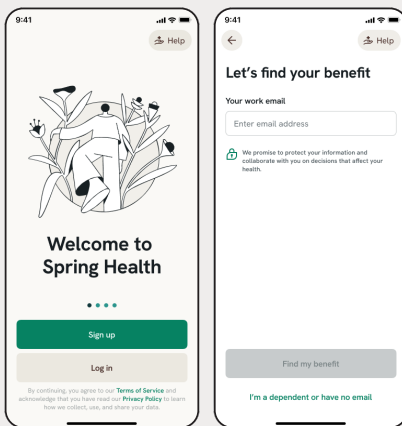 9:41
Help
Welcome to
Spring Health
Sign up
Log in
By continuing, you agree to our Terms of Service and
acknowledge that you have read our Privacy Policy to learn
how we collect, use, and share your data.
9:41
Help
Let’s find your benefit
Your work email
Enter email address
We promise to protect your information and
collaborate with you on decisions that affect your
health.
Find my benefit
I’m a dependent or have no email